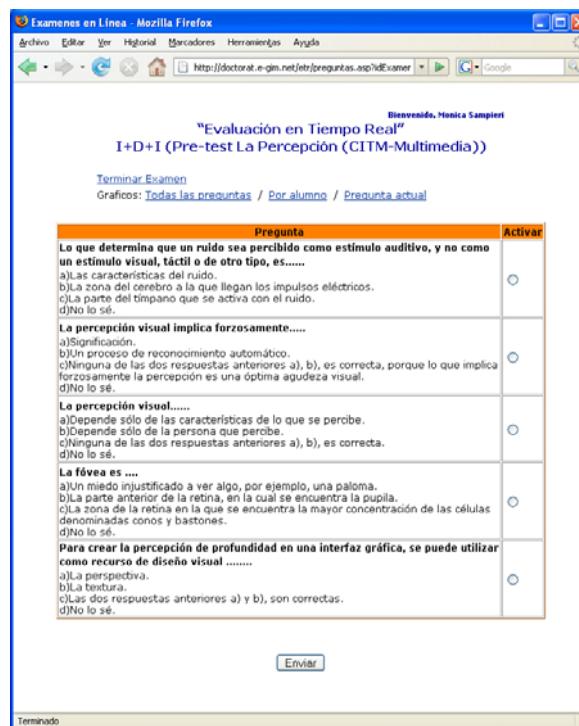 Examenes en Línea - Mozilla Firefox
Archivo Editar Ver Historial Marcadores Herramientas Ayuda
http://doctorat.e-gim.net/etr/preguntas.asp?idExamer
Google
Bienvenido, Monica Sampieri
"Evaluación en Tiempo Real"
I+D+I (Pre-test La Percepción (CITM-Multimedia))
Terminar Examen
Graficos: Todas las preguntas / Por alumno / Pregunta actual
Pregunta Activar
Lo que determina que un ruido sea percibido como estímulo auditivo, y no como
un estímulo visual, táctil o de otro tipo, es......
a)Las características del ruido.
b)La zona del cerebro a la que llegan los impulsos eléctricos.
c)La parte del tímpano que se activa con el ruido.
d)No lo sé.
La percepción visual implica forzosamente.....
a)Significación.
b)Un proceso de reconocimiento automático.
c)Ninguna de las dos respuestas anteriores a), b), es correcta, porque lo que implica
forzosamente la percepción es una óptima agudeza visual.
d)No lo sé.
La percepción visual......
a)Depende sólo de las características de lo que se percibe.
b)Depende sólo de la persona que percibe.
c)Ninguna de las dos respuestas anteriores a), b), es correcta.
d)No lo sé.
La fóvea es ....
a)Un miedo injustificado a ver algo, por ejemplo, una paloma.
b)La parte anterior de la retina, en la cual se encuentra la pupila.
c)La zona de la retina en la que se encuentra la mayor concentración de las células
denominadas conos y bastones.
d)No lo sé.
Para crear la percepción de profundidad en una interfaz gráfica, se puede utilizar
como recurso de diseño visual ........
a)La perspectiva.
b)La textura.
c)Las dos respuestas anteriores a) y b), son correctas.
d)No lo sé.
Enviar
Terminado